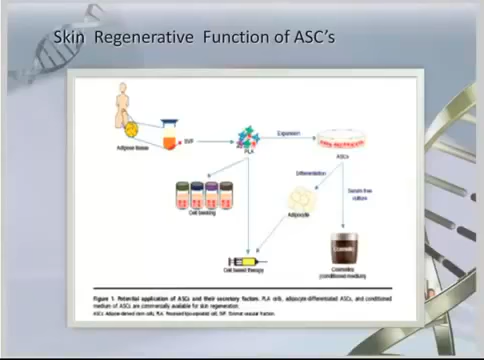 Skin Regenerative Function of ASC's
Adipose tissue
SVF
PLA
Expansion
ASCs
Differentiation
Serum free
culture
Cell banking
Adipocyte
Cell based therapy
Cosmetics
(conditioned medium)
Figure 1. Potential application of ASCs and their secretory factors. PLA cells, adipocyte-differentiated ASCs, and conditioned
medium of ASCs are commercially available for skin regeneration.
ASCs: Adipose-derived stem cells, PLA: Processed lipo-aspirated cell, SVF: Stromal vascular fraction.